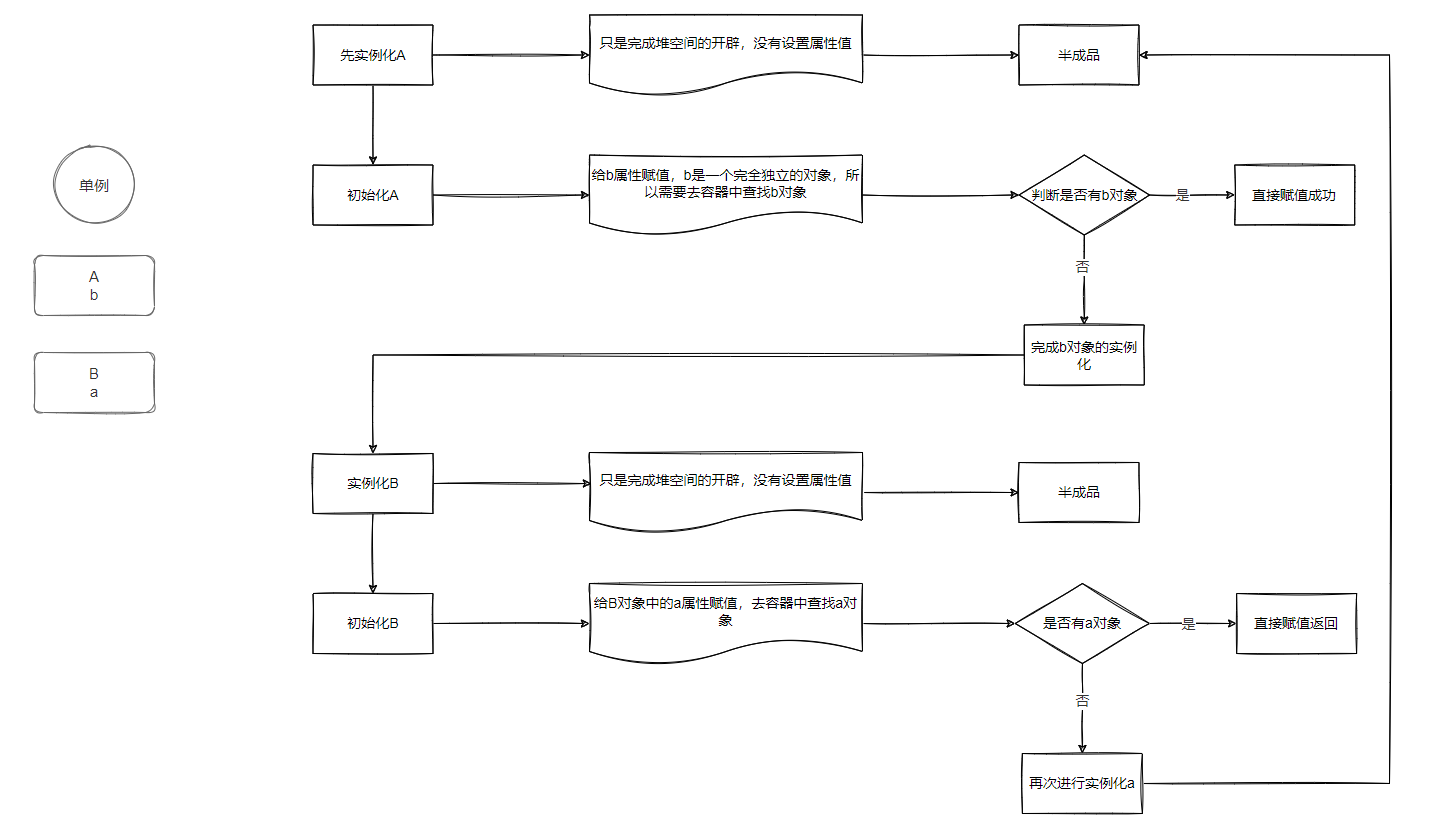 先实例化A
只是完成堆空间的开辟，没有设置属性值
半成品
单例
A
b
B
a
初始化A
给b属性赋值，b是一个完全独立的对象，所
以需要去容器中查找b对象
判断是否有b对象
是
直接赋值成功
否
完成b对象的实例
化
实例化B
只是完成堆空间的开辟，没有设置属性值
半成品
初始化B
给B对象中的a属性赋值，去容器中查找a对
象
是否有a对象
是
直接赋值返回
否
再次进行实例化a